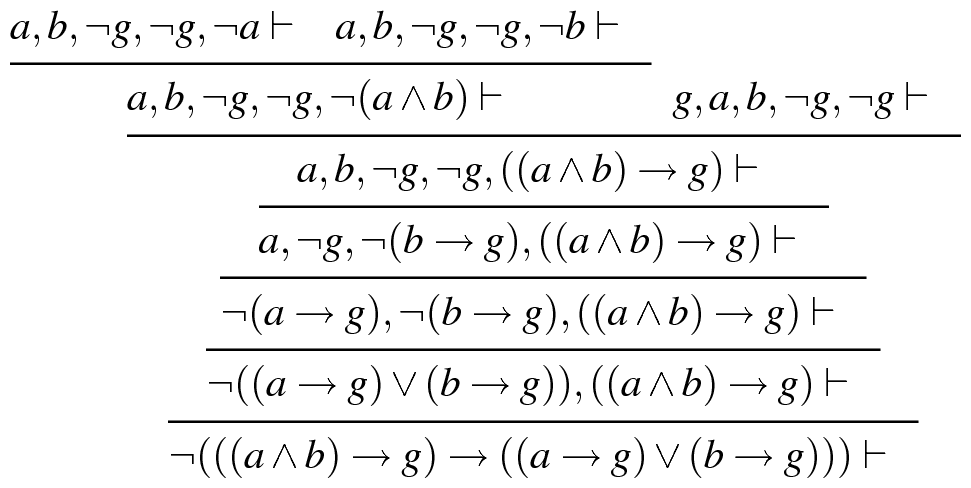 a, b, ¬g, ¬g, ¬a ⊢ a, b, ¬g, ¬g, ¬b ⊢
a, b, ¬g, ¬g, ¬(a ∧ b) ⊢ g, a, b, ¬g, ¬g ⊢
a, b, ¬g, ¬g, ((a ∧ b) → g) ⊢
a, ¬g, ¬(b → g), ((a ∧ b) → g) ⊢
¬(a → g), ¬(b → g), ((a ∧ b) → g) ⊢
¬((a → g) ∨ (b → g)), ((a ∧ b) → g) ⊢
¬(((a ∧ b) → g) → ((a → g) ∨ (b → g))) ⊢